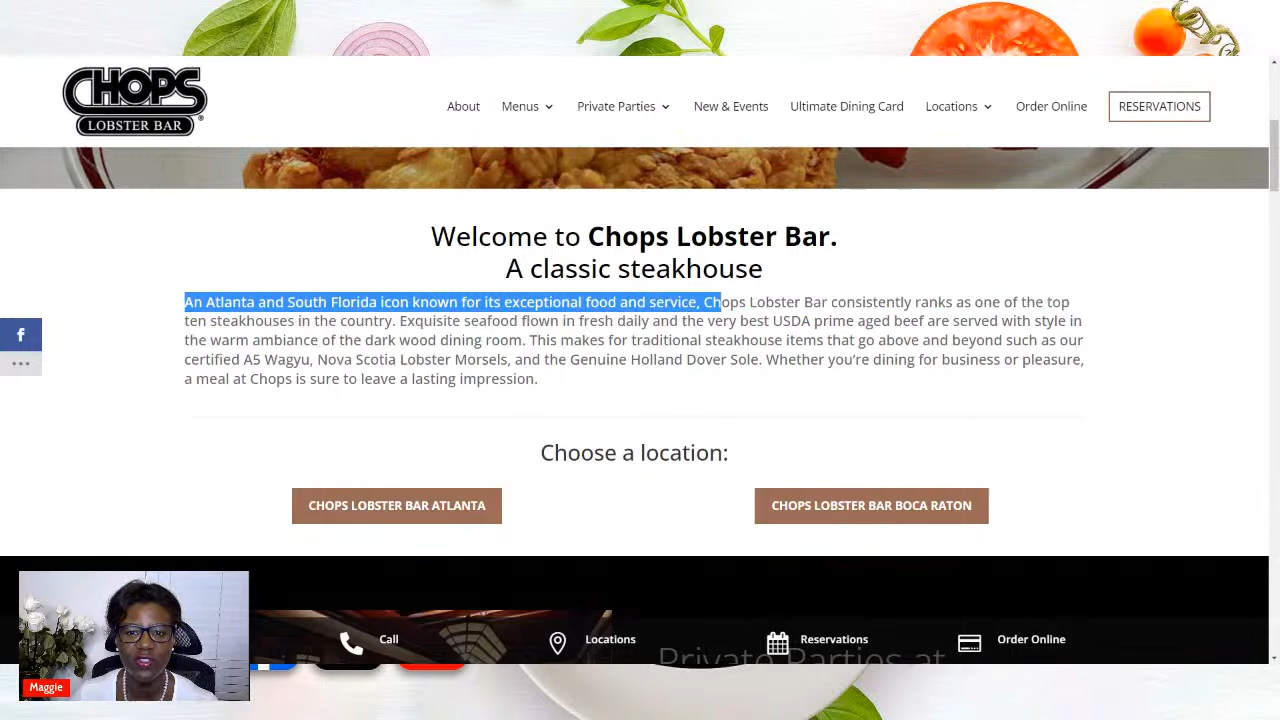 CHOPS
LOBSTER BAR
®
About
Menus
Private Parties
New & Events
Ultimate Dining Card
Locations
Order Online
RESERVATIONS
Welcome to Chops Lobster Bar.
A classic steakhouse
An Atlanta and South Florida icon known for its exceptional food and service, Chops Lobster Bar consistently ranks as one of the top
ten steakhouses in the country. Exquisite seafood flown in fresh daily and the very best USDA prime aged beef are served with style in
the warm ambiance of the dark wood dining room. This makes for traditional steakhouse items that go above and beyond such as our
certified A5 Wagyu, Nova Scotia Lobster Morsels, and the Genuine Holland Dover Sole. Whether you’re dining for business or pleasure,
a meal at Chops is sure to leave a lasting impression.
Choose a location:
CHOPS LOBSTER BAR ATLANTA
CHOPS LOBSTER BAR BOCA RATON
Call
Locations
Reservations
Order Online
Private Parties at
Maggie